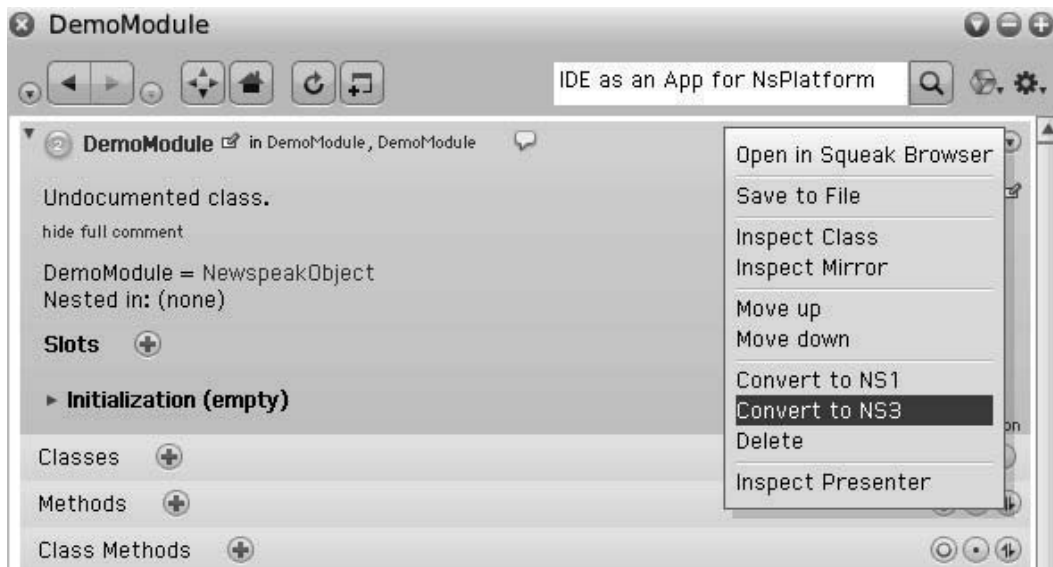 DemoModule
IDE as an App for NsPlatform
DemoModule in DemoModule, DemoModule
Undocumented class.
hide full comment
DemoModule = NewspeakObject
Nested in: (none)
Slots
Initialization (empty)
Classes
Methods
Class Methods
Open in Squeak Browser
Save to File
Inspect Class
Inspect Mirror
Move up
Move down
Convert to NS1
Convert to NS3
Delete
Inspect Presenter